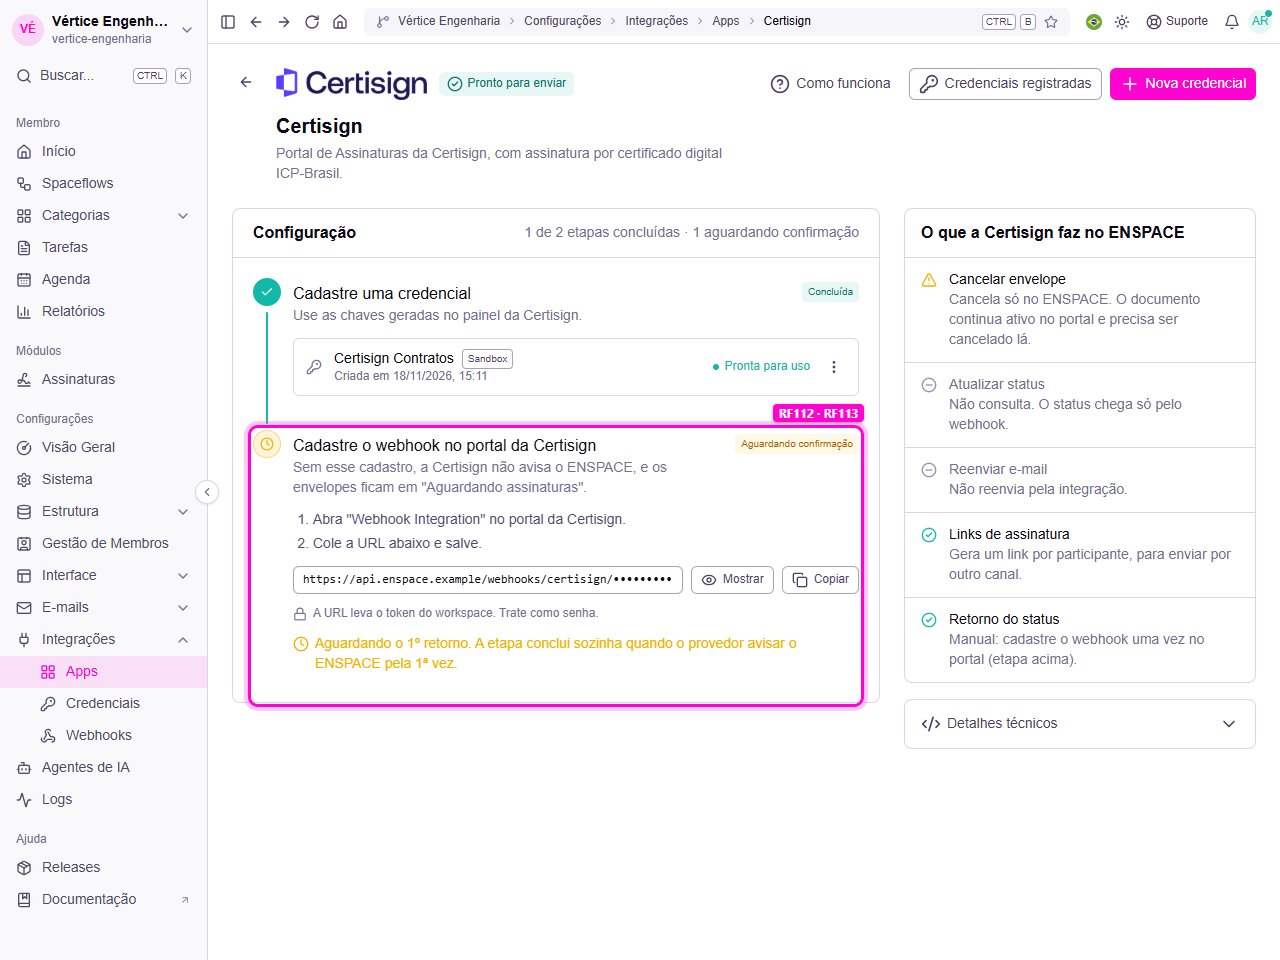 VÉ
Vértice Engenh...
vertice-engenharia
Buscar...
CTRL K
Membro
Início
Spaceflows
Categorias
Tarefas
Agenda
Relatórios
Módulos
Assinaturas
Configurações
Visão Geral
Sistema
Estrutura
Gestão de Membros
Interface
E-mails
Integrações
Apps
Credenciais
Webhooks
Agentes de IA
Logs
Ajuda
Releases
Documentação
Vértice Engenharia > Configurações > Integrações > Apps > Certisign
CTRL B
Suporte
AR
Certisign
Pronto para enviar
Como funciona
Credenciais registradas
Nova credencial
Certisign
Portal de Assinaturas da Certisign, com assinatura por certificado digital
ICP-Brasil.
Configuração
1 de 2 etapas concluídas · 1 aguardando confirmação
Cadastre uma credencial
Concluída
Use as chaves geradas no painel da Certisign.
Certisign Contratos
Sandbox
Criada em 18/11/2026, 15:11
Pronta para uso
RF112 · RF113
Cadastre o webhook no portal da Certisign
Aguardando confirmação
Sem esse cadastro, a Certisign não avisa o ENSPACE, e os
envelopes ficam em "Aguardando assinaturas".
1. Abra "Webhook Integration" no portal da Certisign.
2. Cole a URL abaixo e salve.
https://api.enspace.example/webhooks/certisign/•••••••••
Mostrar
Copiar
A URL leva o token do workspace. Trate como senha.
Aguardando o 1º retorno. A etapa conclui sozinha quando o provedor avisar o
ENSPACE pela 1ª vez.
O que a Certisign faz no ENSPACE
Cancelar envelope
Cancela só no ENSPACE. O documento
continua ativo no portal e precisa ser
cancelado lá.
Atualizar status
Não consulta. O status chega só pelo
webhook.
Reenviar e-mail
Não reenvia pela integração.
Links de assinatura
Gera um link por participante, para enviar por
outro canal.
Retorno do status
Manual: cadastre o webhook uma vez no
portal (etapa acima).
Detalhes técnicos